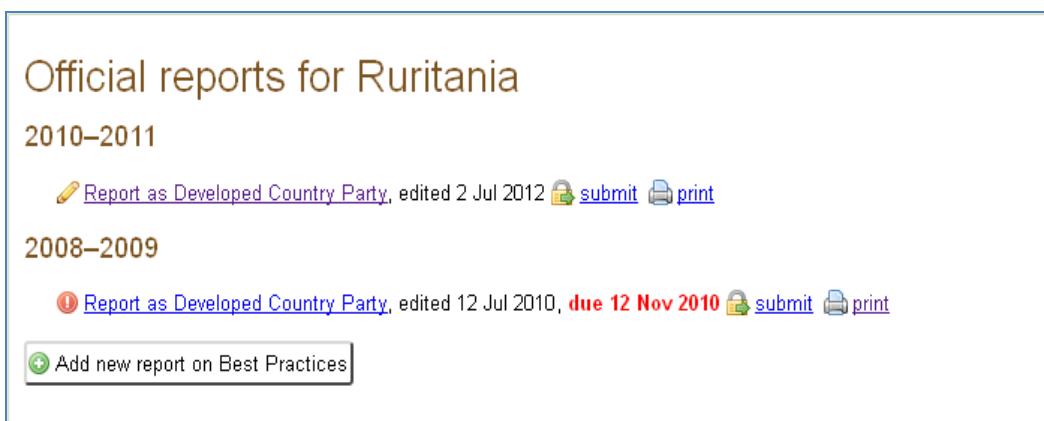 Official reports for Ruritania
2010–2011
Report as Developed Country Party, edited 2 Jul 2012 submit print
2008–2009
Report as Developed Country Party, edited 12 Jul 2010, due 12 Nov 2010 submit print
Add new report on Best Practices